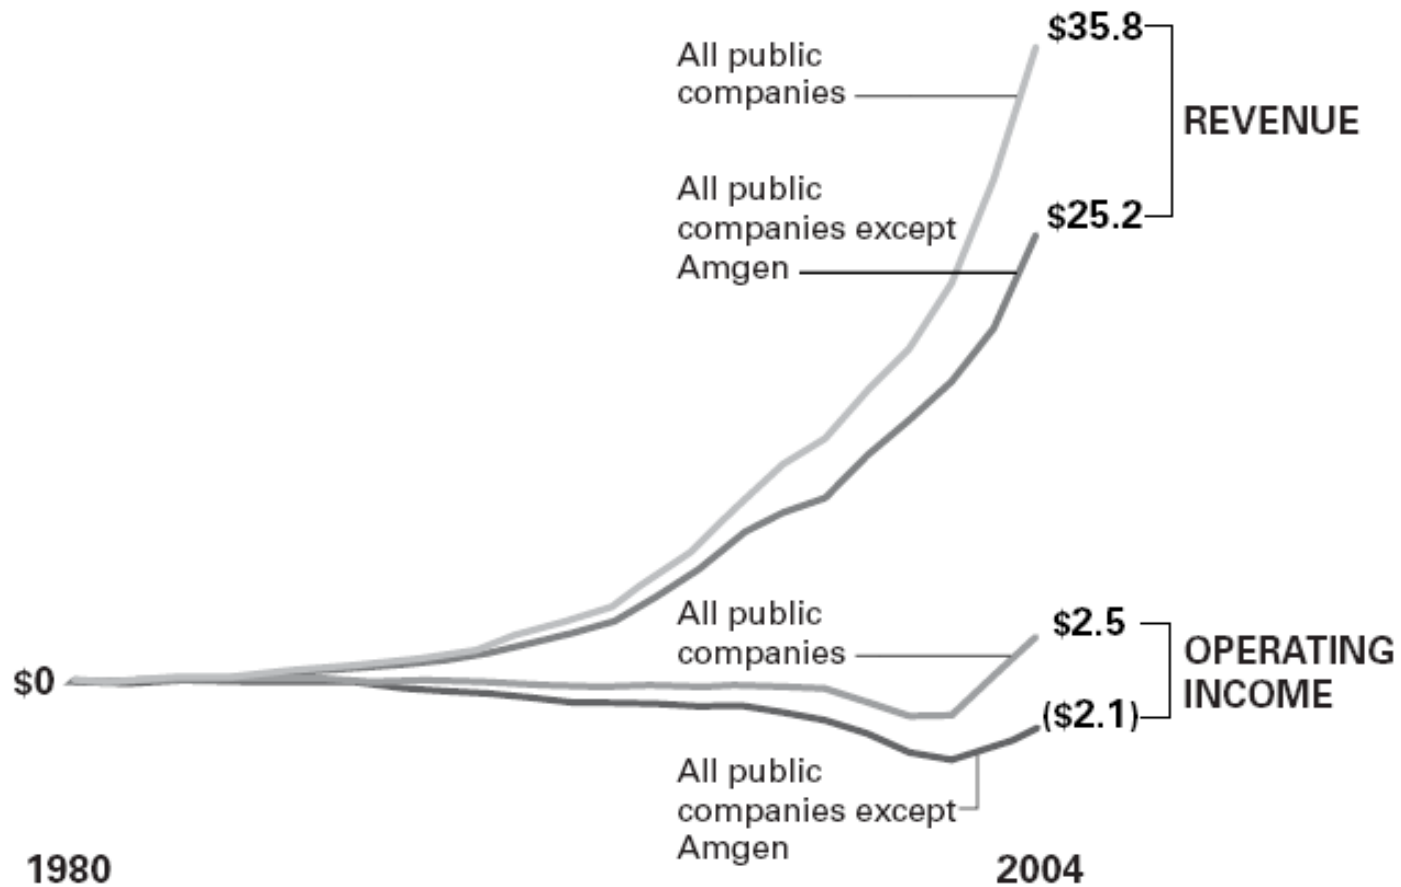 $35.8
All public
companies
REVENUE
All public
companies except
Amgen
$25.2
All public
companies
$2.5
OPERATING
INCOME
$0
($2.1)
All public
companies except
Amgen
1980
2004